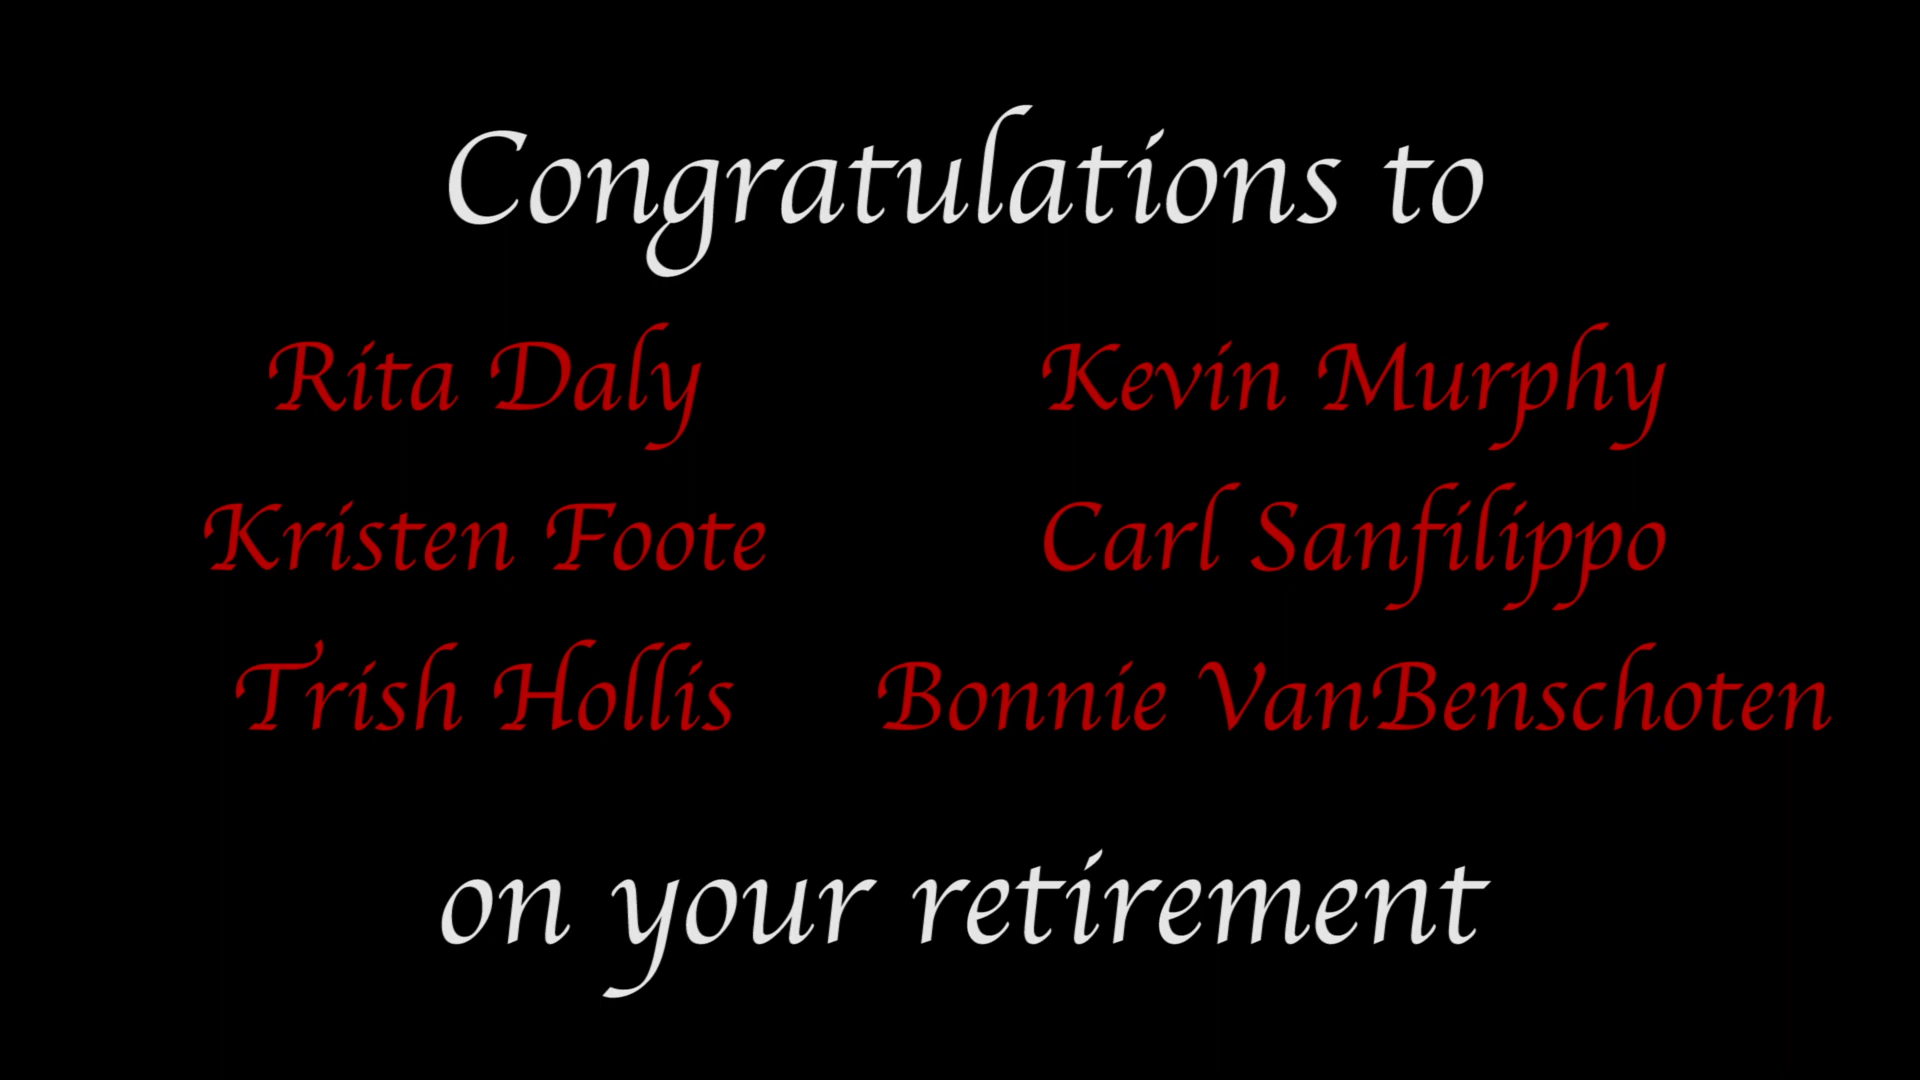 Congratulations to
Rita Daly Kevin Murphy
Kristen Foote Carl Sanfilippo
Trish Hollis Bonnie VanBenschoten
on your retirement